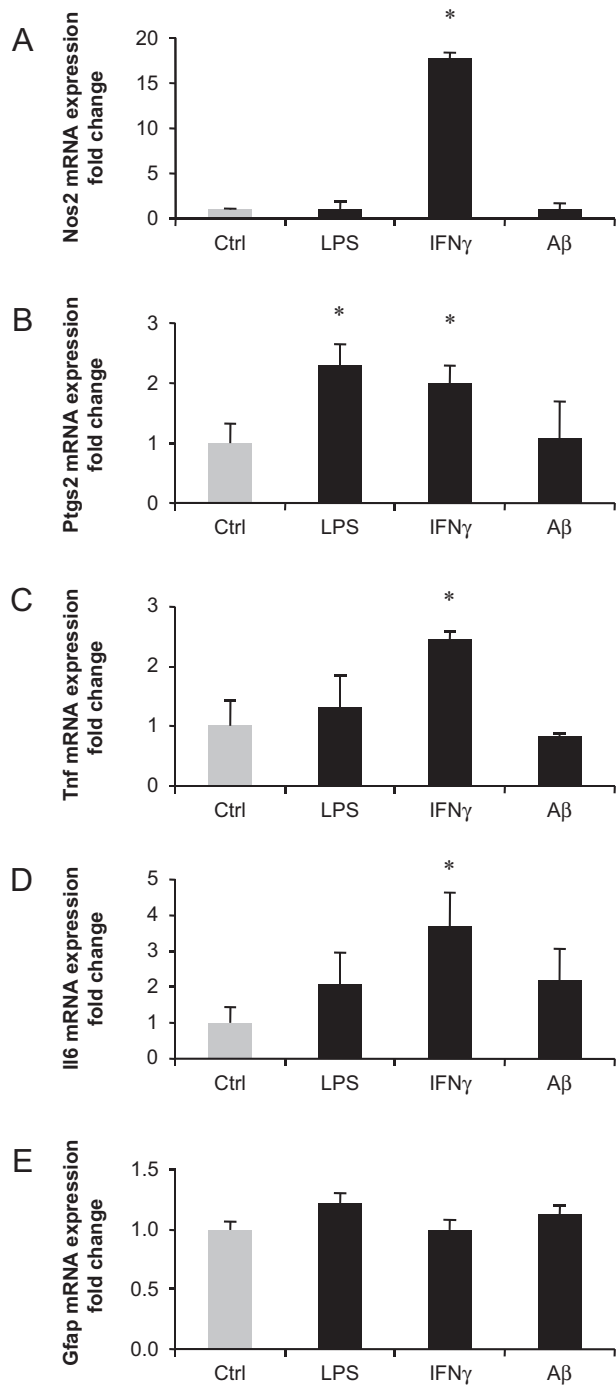 A
Nos2 mRNA expression
fold change
20
15
10
5
0
*
Ctrl LPS IFNγ Aβ
B
Ptgs2 mRNA expression
fold change
3
2
1
0
* *
Ctrl LPS IFNγ Aβ
C
Tnf mRNA expression
fold change
3
2
1
0
*
Ctrl LPS IFNγ Aβ
D
Il6 mRNA expression
fold change
5
4
3
2
1
0
*
Ctrl LPS IFNγ Aβ
E
Gfap mRNA expression
fold change
1.5
1.0
0.5
0.0
Ctrl LPS IFNγ Aβ